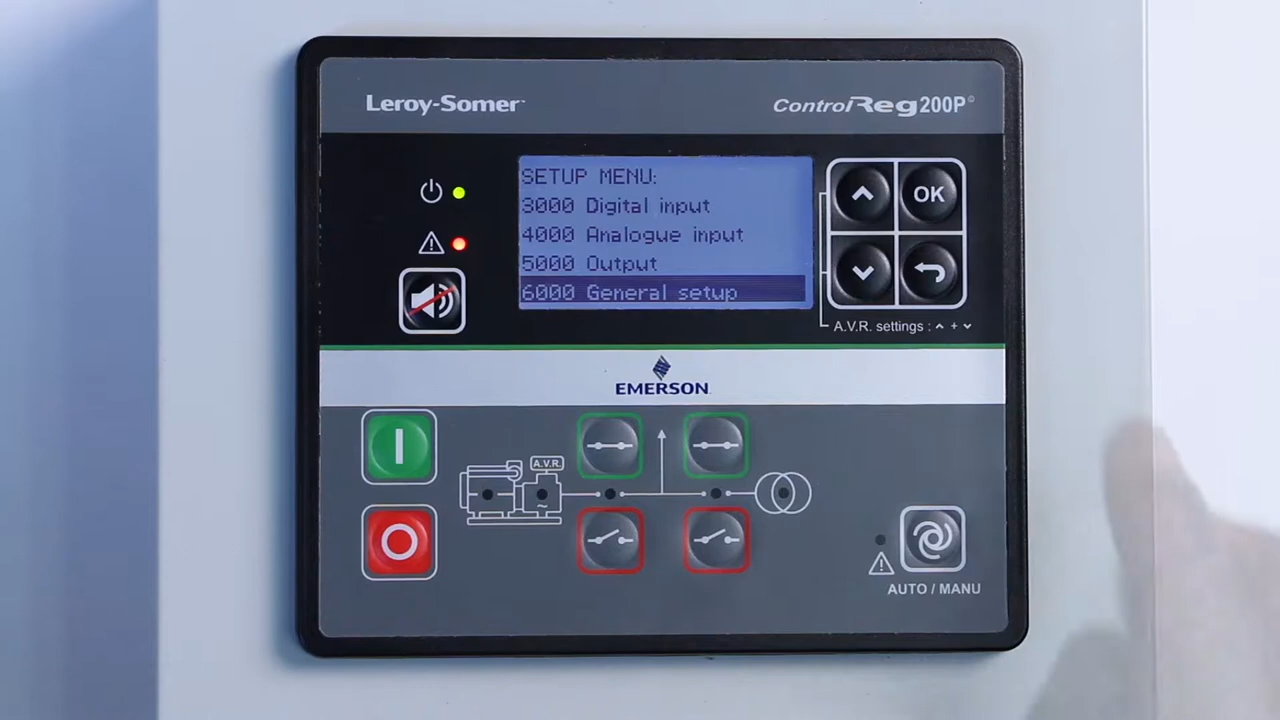 Leroy-Somer
ControlReg200P©
SETUP MENU:
3000 Digital input
4000 Analogue input
5000 Output
6000 General setup
OK
A.V.R. settings : ^ + ⌄
EMERSON
A.V.R.
AUTO / MANU